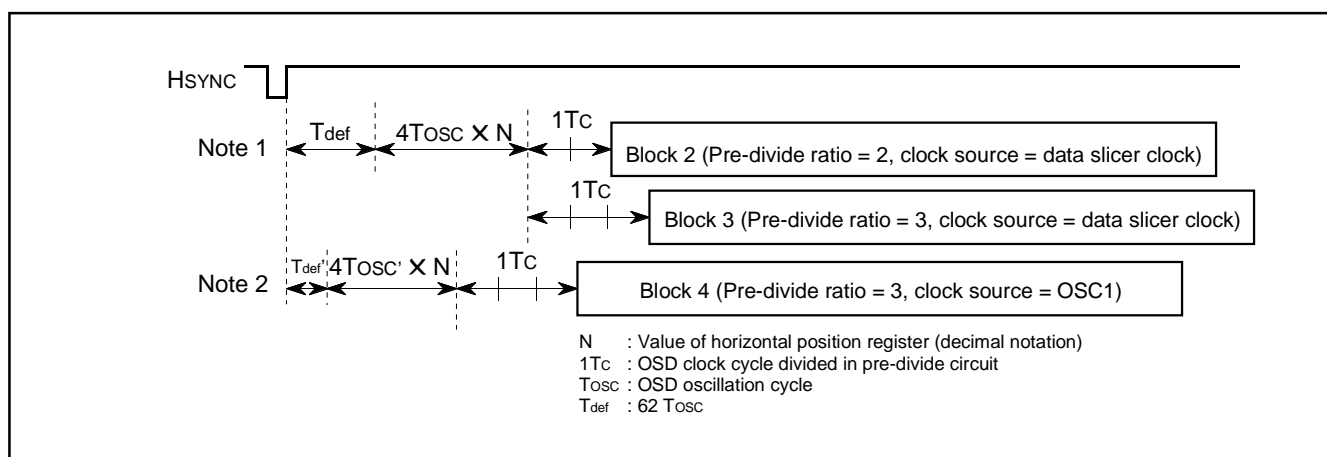 HSYNC
Tdef 4TOSC X N 1TC
Note 1 Block 2 (Pre-divide ratio = 2, clock source = data slicer clock)
1TC
Block 3 (Pre-divide ratio = 3, clock source = data slicer clock)
Tdef' 4TOSC' X N 1TC
Note 2 Block 4 (Pre-divide ratio = 3, clock source = OSC1)
N : Value of horizontal position register (decimal notation)
1TC : OSD clock cycle divided in pre-divide circuit
TOSC : OSD oscillation cycle
Tdef : 62 TOSC